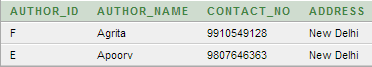 AUTHOR_ID AUTHOR_NAME CONTACT_NO ADDRESS
F Agrita 9910549128 New Delhi
E Apoorv 9807646363 New Delhi